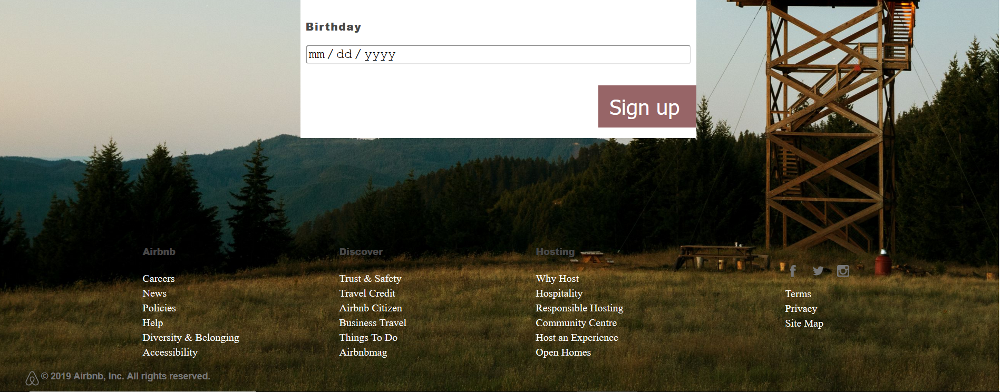 Birthday
mm / dd / yyyy
Sign up
Airbnb
Careers
News
Policies
Help
Diversity & Belonging
Accessibility
Discover
Trust & Safety
Travel Credit
Airbnb Citizen
Business Travel
Things To Do
Airbnbmag
Hosting
Why Host
Hospitality
Responsible Hosting
Community Centre
Host an Experience
Open Homes
Terms
Privacy
Site Map
© 2019 Airbnb, Inc. All rights reserved.